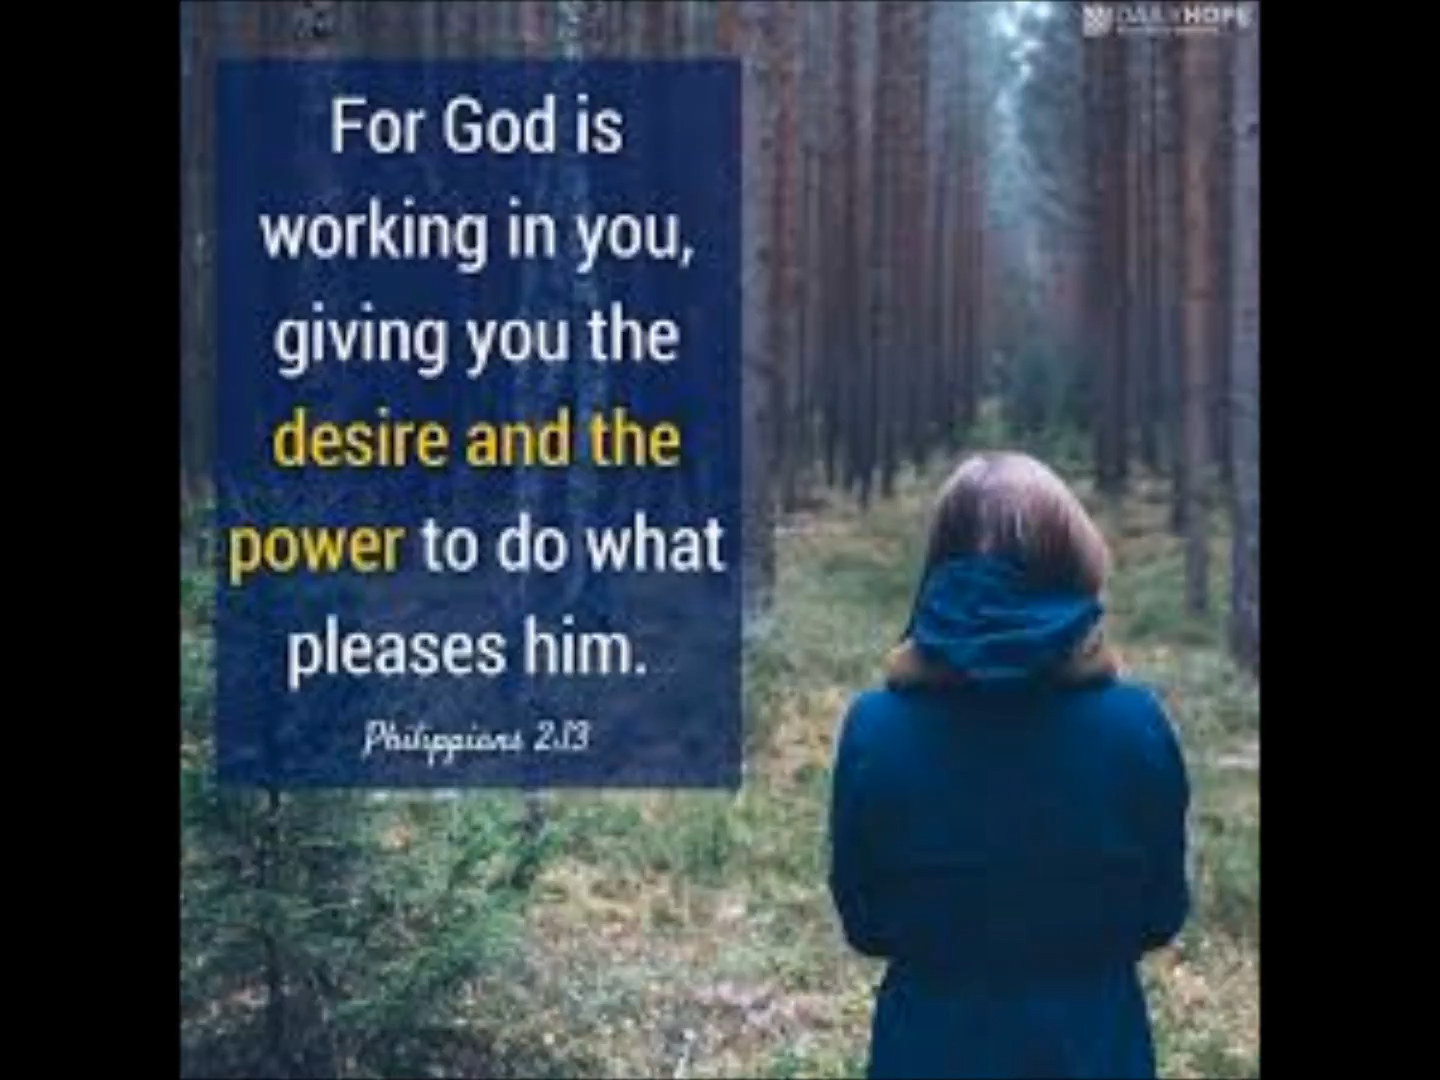 DAILYHOPE
For God is
working in you,
giving you the
desire and the
power to do what
pleases him.
Philippians 2:13